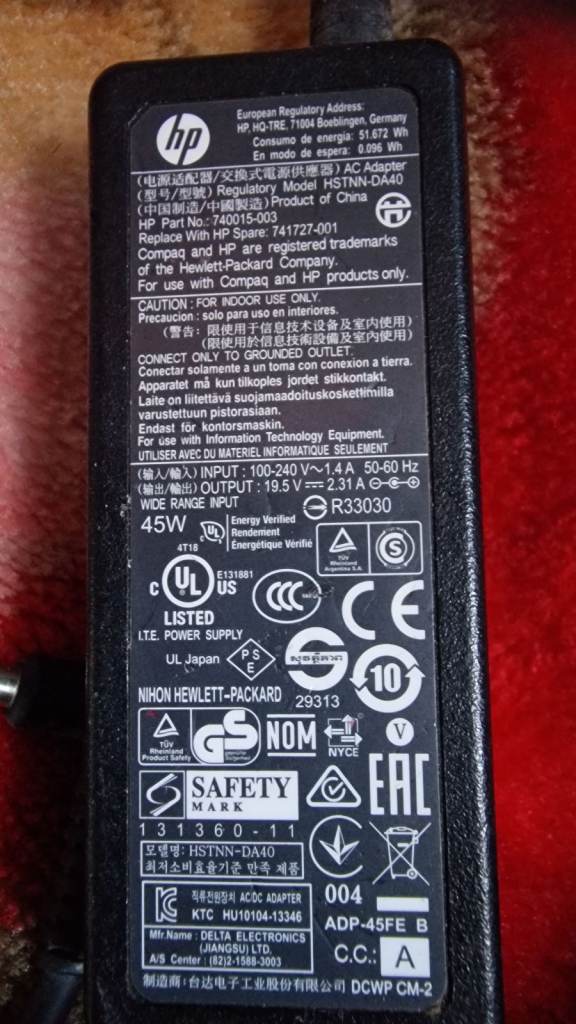 hp
European Regulatory Address:
HP, HQ-TRE, 71004 Boeblingen, Germany
Consumo de energía: 51.672 Wh
En modo de espera: 0.096 Wh
(电源适配器/交換式電源供應器) AC Adapter
(型号/型號) Regulatory Model HSTNN-DA40
(中国制造/中國製造) Product of China
HP Part No.: 740015-003
Replace With HP Spare: 741727-001
Compaq and HP are registered trademarks
of the Hewlett-Packard Company.
For use with Compaq and HP products only.
CAUTION : FOR INDOOR USE ONLY.
Precaucion : solo para uso en interiores.
(警告: 限使用于信息技术设备及室内使用)
(限使用於信息技術設備及室內使用)
CONNECT ONLY TO GROUNDED OUTLET.
Conectar solamente a un toma con conexion a tierra.
Apparatet må kun tilkoples jordet stikkontakt.
Laite on liitettävä suojamaadoituskoskettimilla
varustettuun pistorasiaan.
Endast för kontorsmaskin.
For use with Information Technology Equipment.
UTILISER AVEC DU MATERIEL INFORMATIQUE SEULEMENT
(输入/輸入) INPUT : 100-240 V～1.4 A 50-60 Hz
(输出/輸出) OUTPUT : 19.5 V⎓ 2.31 A
WIDE RANGE INPUT
R33030
45W
c UL
Energy Verified
Rendement
Énergétique Vérifié
4T18
TÜV
Rheinland
Argentina S.A.
S
c UL US
E131881
LISTED
I.T.E. POWER SUPPLY
CCC
CE
UL Japan
P S E
10
NIHON HEWLETT-PACKARD
29313
TÜV
Rheinland
Product Safety
GS
geprüfte
Sicherheit
NOM
NYCE
V
SAFETY
MARK
131360-11
EAC
모델명: HSTNN-DA40
최저소비효율기준 만족 제품
004
직류전원장치 AC/DC ADAPTER
KTC HU10104-13346
ADP-45FE B
Mfr.Name : DELTA ELECTRONICS
(JIANGSU) LTD.
A/S Center : (82)2-1588-3003
C.C.: A
制造商: 台达电子工业股份有限公司 DCWP CM-2